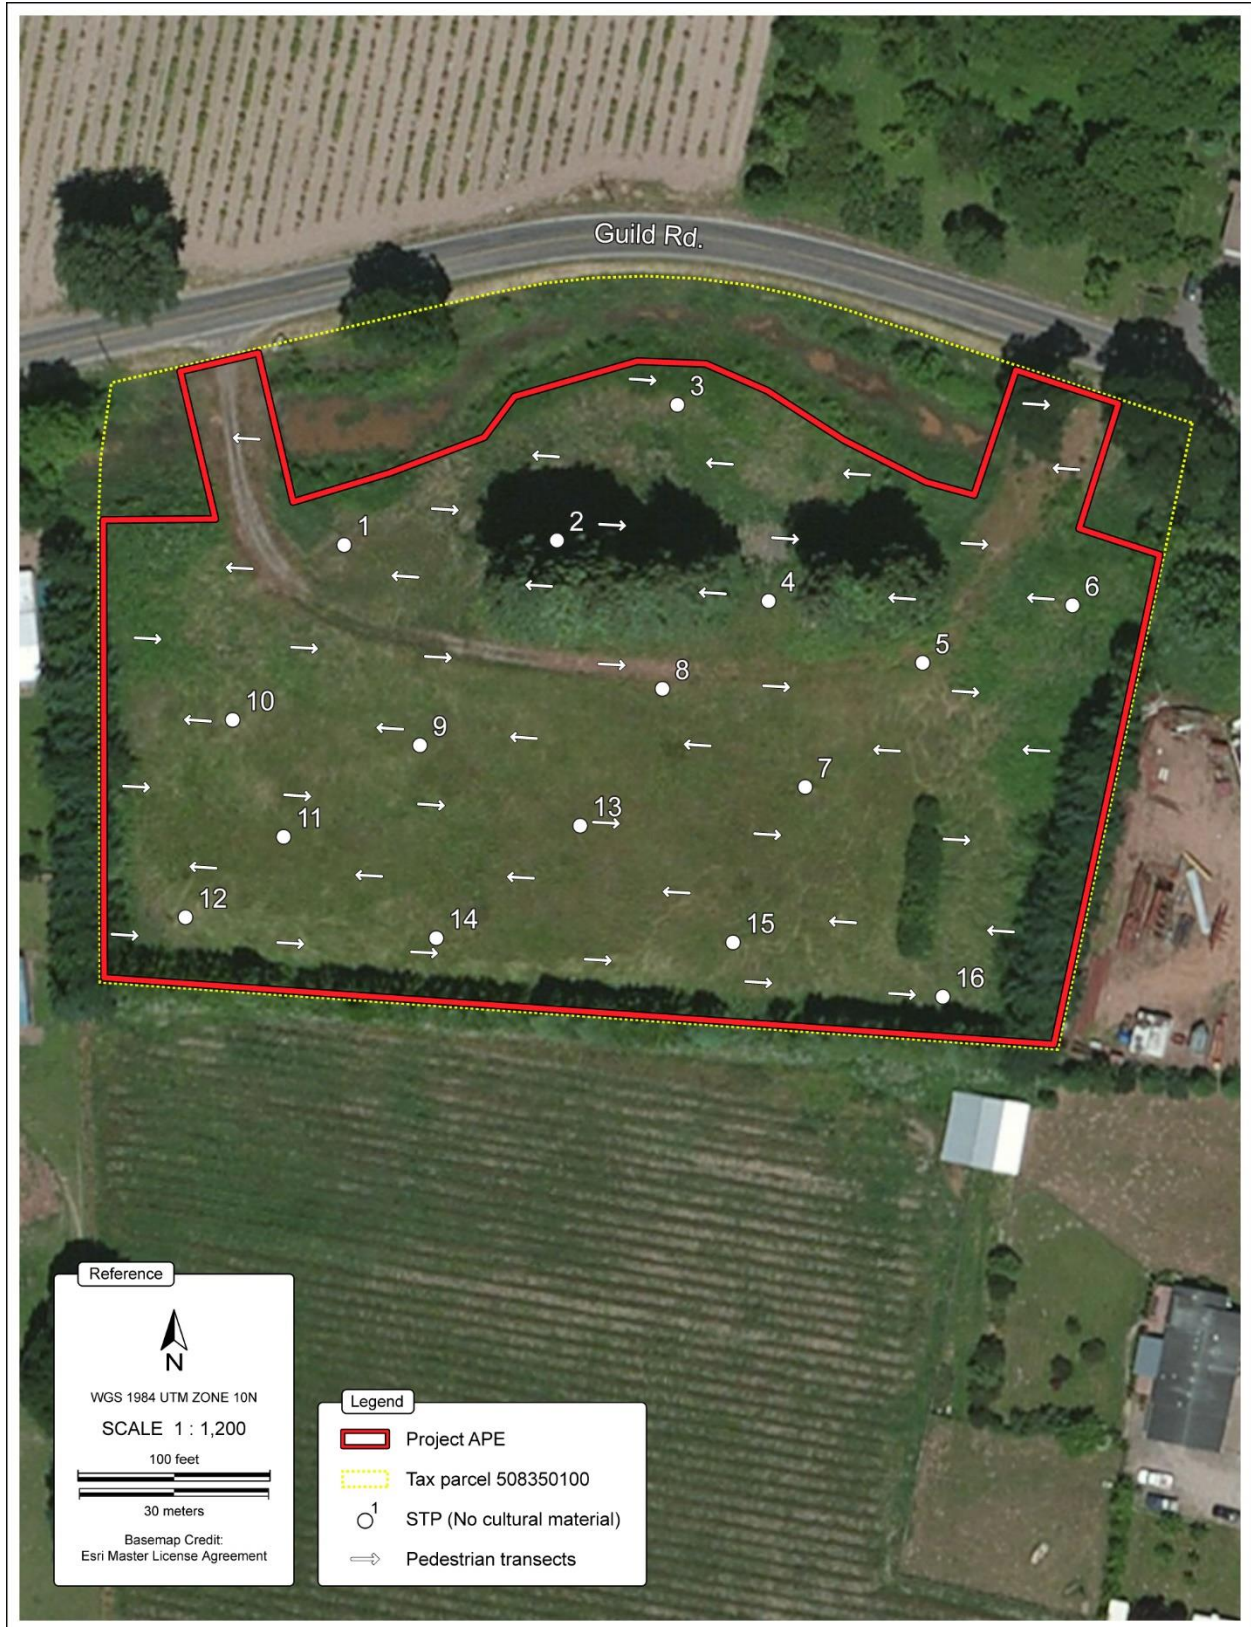 Guild Rd.
3
1
2
4
6
5
8
10
9
7
11
13
12
14
15
16
Reference
N
WGS 1984 UTM ZONE 10N
SCALE 1 : 1,200
100 feet
30 meters
Basemap Credit:
Esri Master License Agreement
Legend
Project APE
Tax parcel 508350100
1
STP (No cultural material)
Pedestrian transects